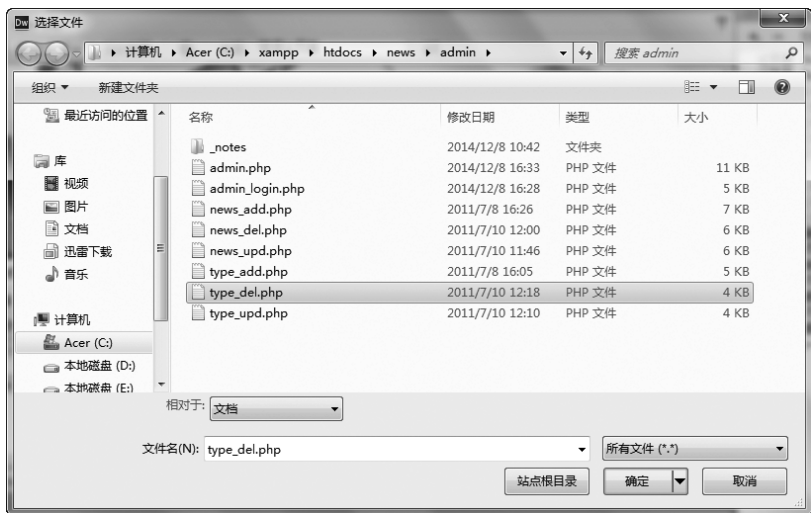 Dw 选择文件
计算机 Acer (C:) xampp htdocs news admin 搜索 admin
组织 新建文件夹
最近访问的位置
库
视频
图片
文档
迅雷下载
音乐
计算机
Acer (C:)
本地磁盘 (D:)
本地磁盘 (E:)
名称 修改日期 类型 大小
_notes 2014/12/8 10:42 文件夹
admin.php 2014/12/8 16:33 PHP 文件 11 KB
admin_login.php 2014/12/8 16:28 PHP 文件 5 KB
news_add.php 2011/7/8 16:26 PHP 文件 7 KB
news_del.php 2011/7/10 12:00 PHP 文件 6 KB
news_upd.php 2011/7/10 11:46 PHP 文件 6 KB
type_add.php 2011/7/8 16:05 PHP 文件 5 KB
type_del.php 2011/7/10 12:18 PHP 文件 4 KB
type_upd.php 2011/7/10 12:10 PHP 文件 4 KB
相对于: 文档
文件名(N): type_del.php 所有文件 (*.*)
站点根目录 确定 取消